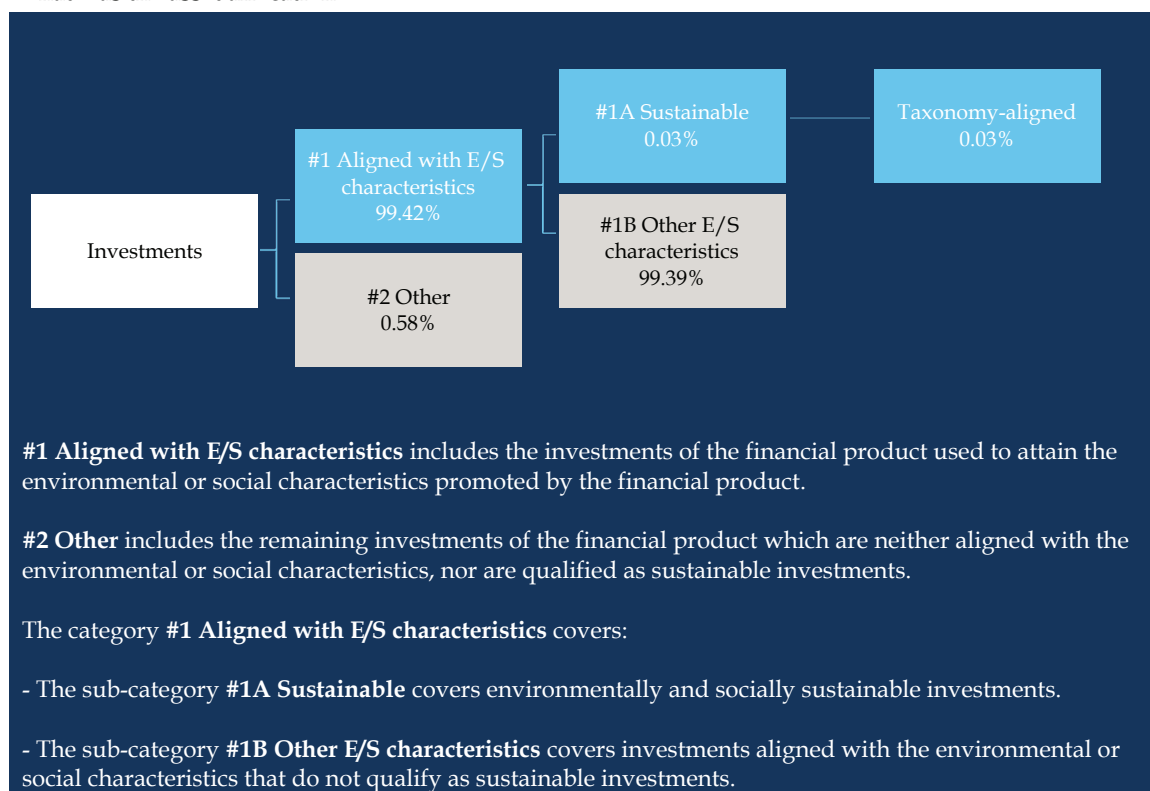 #1A Sustainable
0.03%
Taxonomy-aligned
0.03%
#1 Aligned with E/S
characteristics
99.42%
Investments
#1B Other E/S
characteristics
99.39%
#2 Other
0.58%
#1 Aligned with E/S characteristics includes the investments of the financial product used to attain the
environmental or social characteristics promoted by the financial product.
#2 Other includes the remaining investments of the financial product which are neither aligned with the
environmental or social characteristics, nor are qualified as sustainable investments.
The category #1 Aligned with E/S characteristics covers:
- The sub-category #1A Sustainable covers environmentally and socially sustainable investments.
- The sub-category #1B Other E/S characteristics covers investments aligned with the environmental or
social characteristics that do not qualify as sustainable investments.